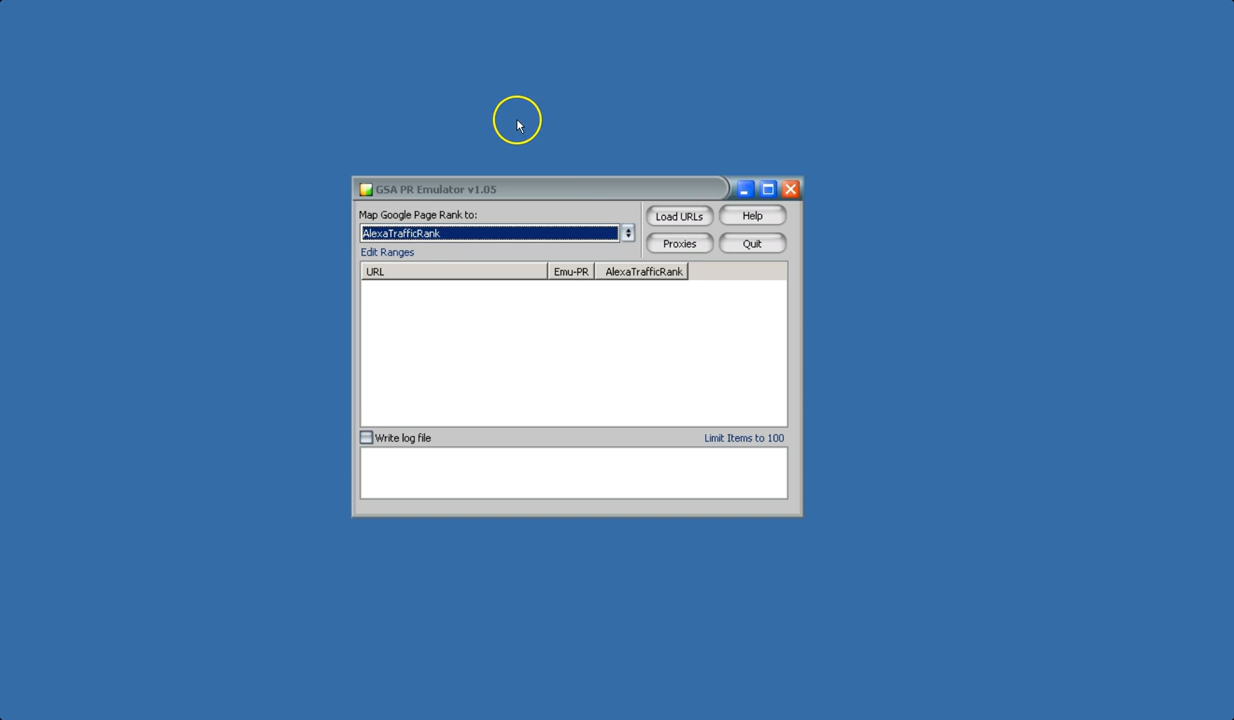 GSA PR Emulator v1.05
Map Google Page Rank to:
AlexaTrafficRank
Load URLs
Help
Proxies
Quit
Edit Ranges
URL Emu-PR AlexaTrafficRank
Write log file
Limit Items to 100